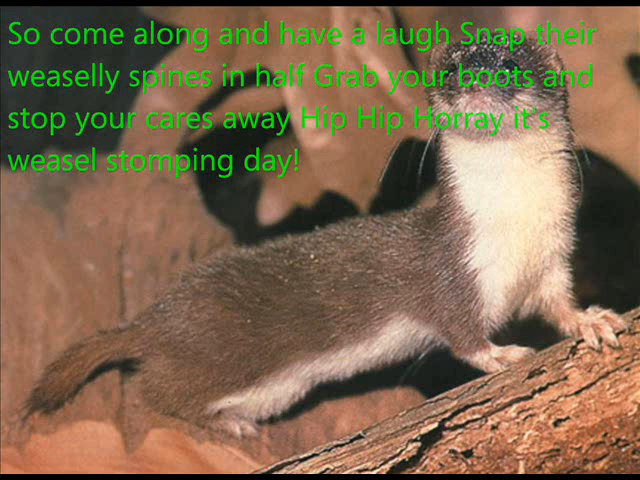 So come along and have a laugh Snap their
weaselly spines in half Grab your boots and
stop your cares away Hip Hip Horray it's
weasel stomping day!